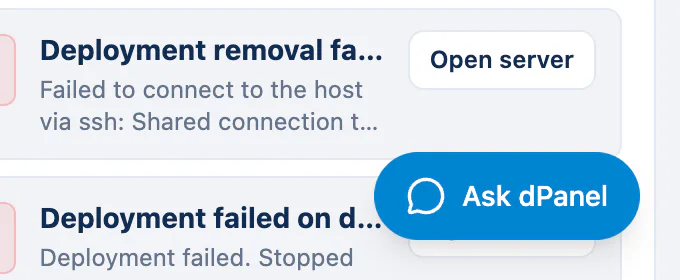 Deployment removal fa...
Open server
Failed to connect to the host
via ssh: Shared connection t...
Ask dPanel
Deployment failed on d...
Deployment failed. Stopped